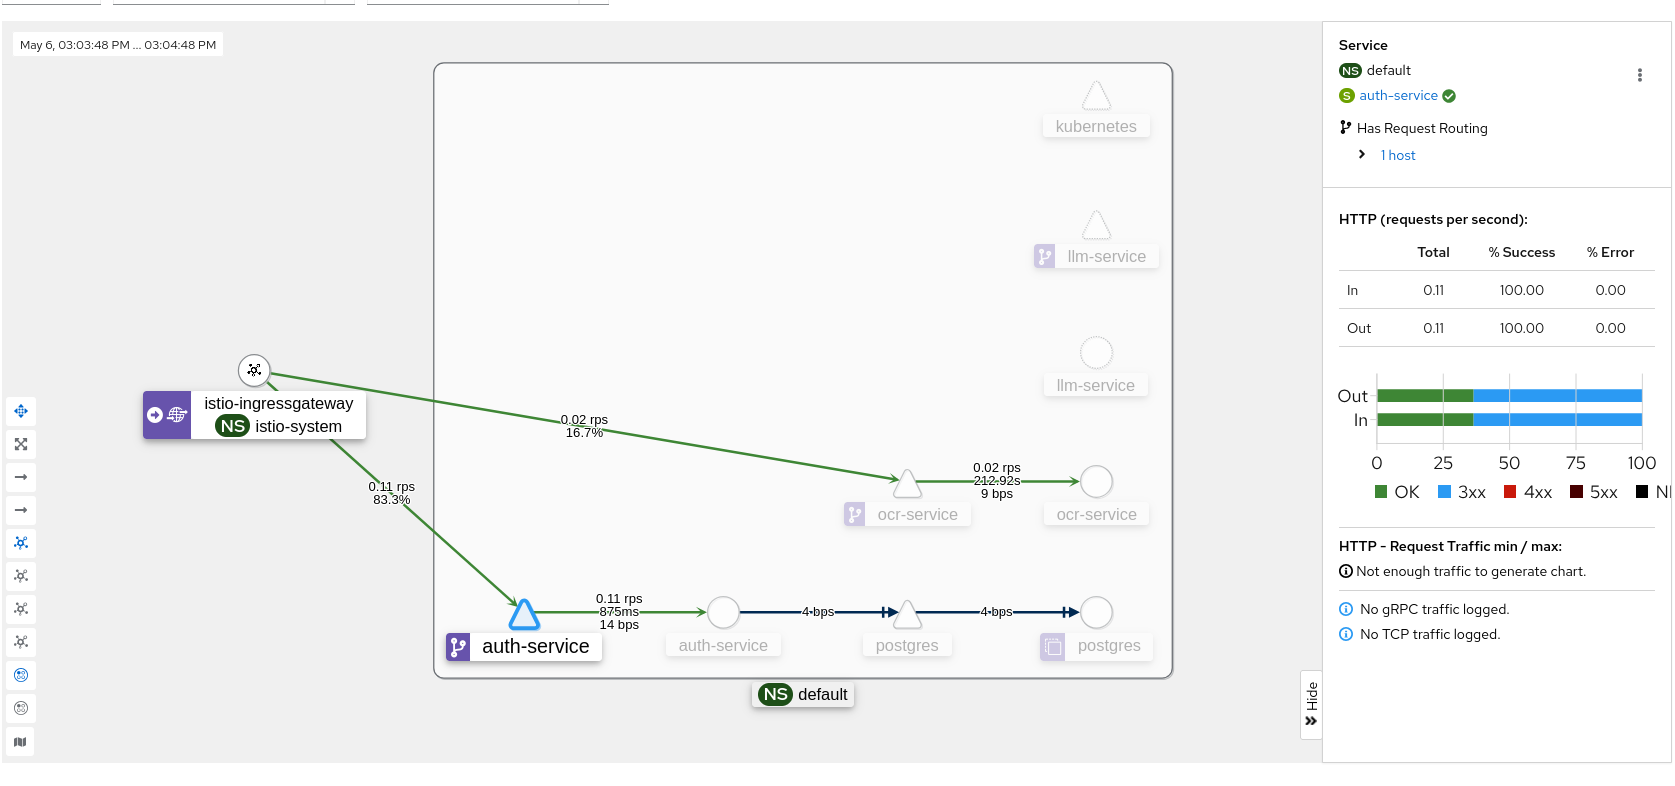 May 6, 03:03:48 PM ... 03:04:48 PM
kubernetes
llm-service
llm-service
istio-ingressgateway
NS istio-system
0.02 rps
16.7%
0.11 rps
83.3%
0.02 rps
212.92s
9 bps
ocr-service
ocr-service
0.11 rps
875ms
14 bps
4 bps
4 bps
auth-service
auth-service
postgres
postgres
NS default
Hide
Service
NS default
S auth-service
Has Request Routing
1 host
HTTP (requests per second):
Total % Success % Error
In 0.11 100.00 0.00
Out 0.11 100.00 0.00
Out
In
0 25 50 75 100
OK 3xx 4xx 5xx
HTTP - Request Traffic min / max:
Not enough traffic to generate chart.
No gRPC traffic logged.
No TCP traffic logged.